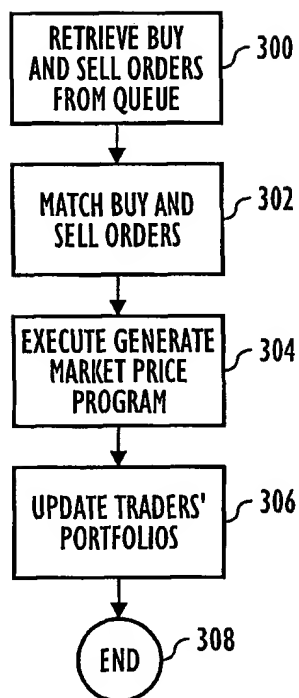 RETRIEVE BUY
AND SELL ORDERS
FROM QUEUE
300
MATCH BUY AND
SELL ORDERS
302
EXECUTE GENERATE
MARKET PRICE
PROGRAM
304
UPDATE TRADERS'
PORTFOLIOS
306
END
308